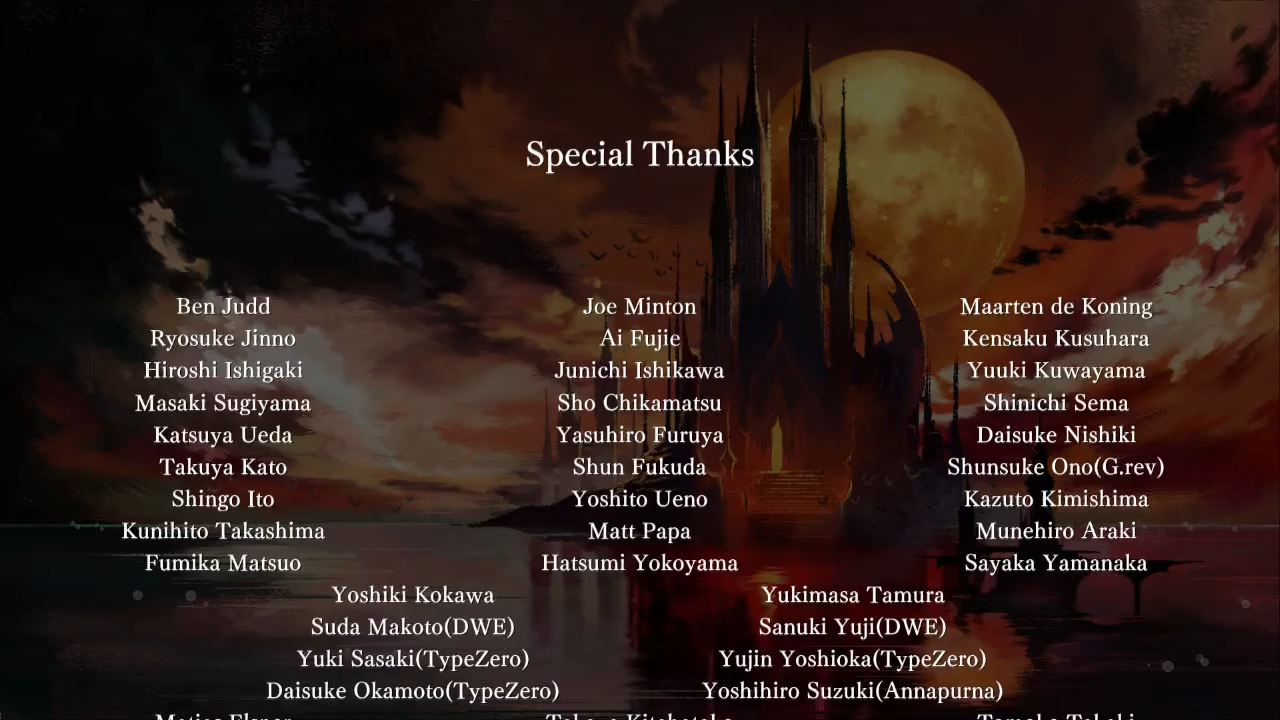 Special Thanks
Ben Judd Joe Minton Maarten de Koning
Ryosuke Jinno Ai Fujie Kensaku Kusuhara
Hiroshi Ishigaki Junichi Ishikawa Yuuki Kuwayama
Masaki Sugiyama Sho Chikamatsu Shinichi Sema
Katsuya Ueda Yasuhiro Furuya Daisuke Nishiki
Takuya Kato Shun Fukuda Shunsuke Ono(G.rev)
Shingo Ito Yoshito Ueno Kazuto Kimishima
Kunihito Takashima Matt Papa Munehiro Araki
Fumika Matsuo Hatsumi Yokoyama Sayaka Yamanaka
Yoshiki Kokawa Yukimasa Tamura
Suda Makoto(DWE) Sanuki Yuji(DWE)
Yuki Sasaki(TypeZero) Yujin Yoshioka(TypeZero)
Daisuke Okamoto(TypeZero) Yoshihiro Suzuki(Annapurna)